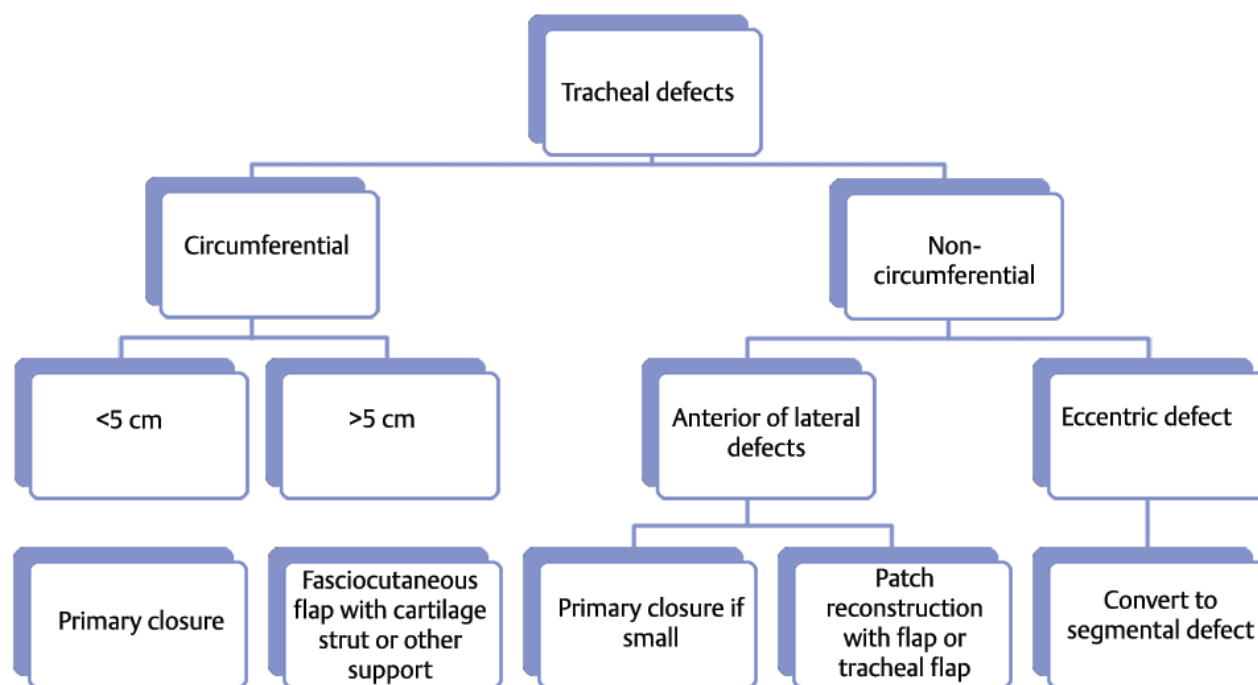 Tracheal defects
Circumferential
Non-
circumferential
<5 cm
>5 cm
Anterior of lateral
defects
Eccentric defect
Primary closure
Fasciocutaneous
flap with cartilage
strut or other
support
Primary closure if
small
Patch
reconstruction
with flap or
tracheal flap
Convert to
segmental defect